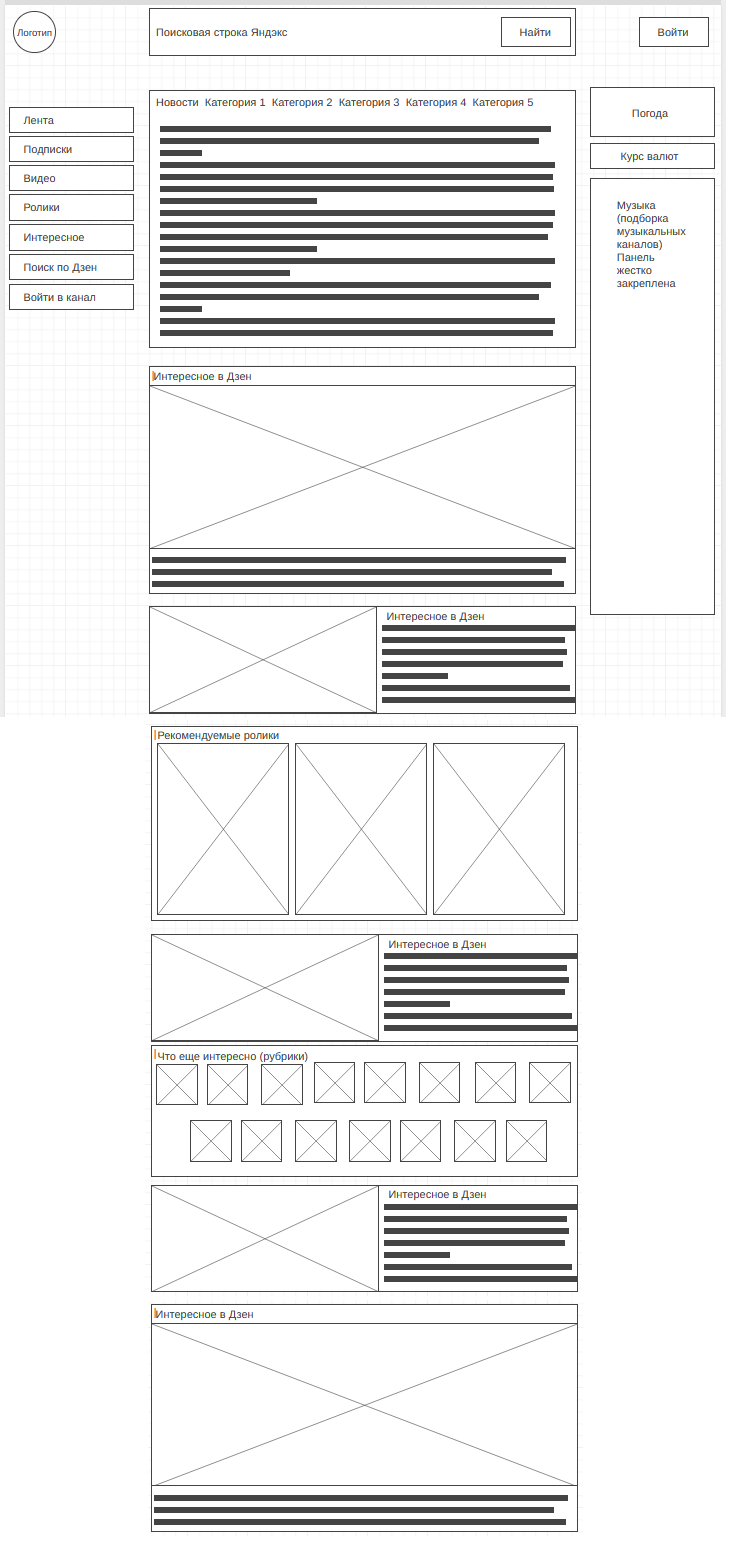 Логотип
Поисковая строка Яндэкс
Найти
Войти
Новости Категория 1 Категория 2 Категория 3 Категория 4 Категория 5
Лента
Подписки
Видео
Ролики
Интересное
Поиск по Дзен
Войти в канал
Погода
Курс валют
Музыка
(подборка
музыкальных
каналов)
Панель
жестко
закреплена
Интересное в Дзен
Интересное в Дзен
Рекомендуемые ролики
Интересное в Дзен
Что еще интересно (рубрики)
Интересное в Дзен
Интересное в Дзен